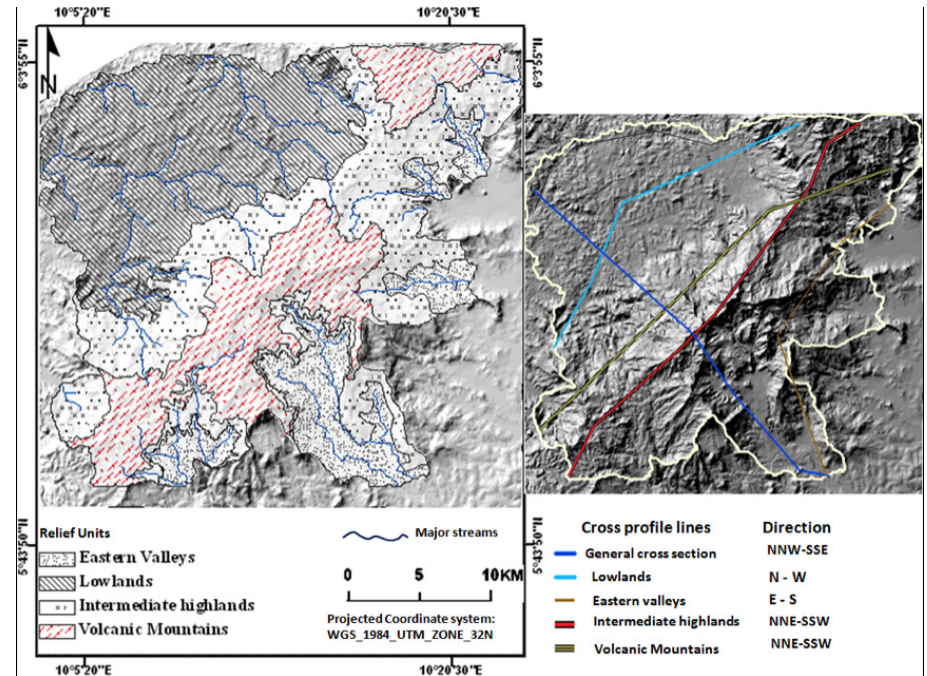 10°5'20" 10°20'30"
6°3'55"N
6°3'55"N
N
5°43'50"N
5°43'50"N
Relief Units
Eastern Valleys
Lowlands
Intermediate highlands
Volcanic Mountains
Major streams
0 5 10KM
Projected Coordinate system:
WGS_1984_UTM_ZONE_32N
10°5'20" 10°20'30"
Cross profile lines Direction
General cross section NNW-SSE
Lowlands N - W
Eastern valleys E - S
Intermediate highlands NNE-SSW
Volcanic Mountains NNE-SSW